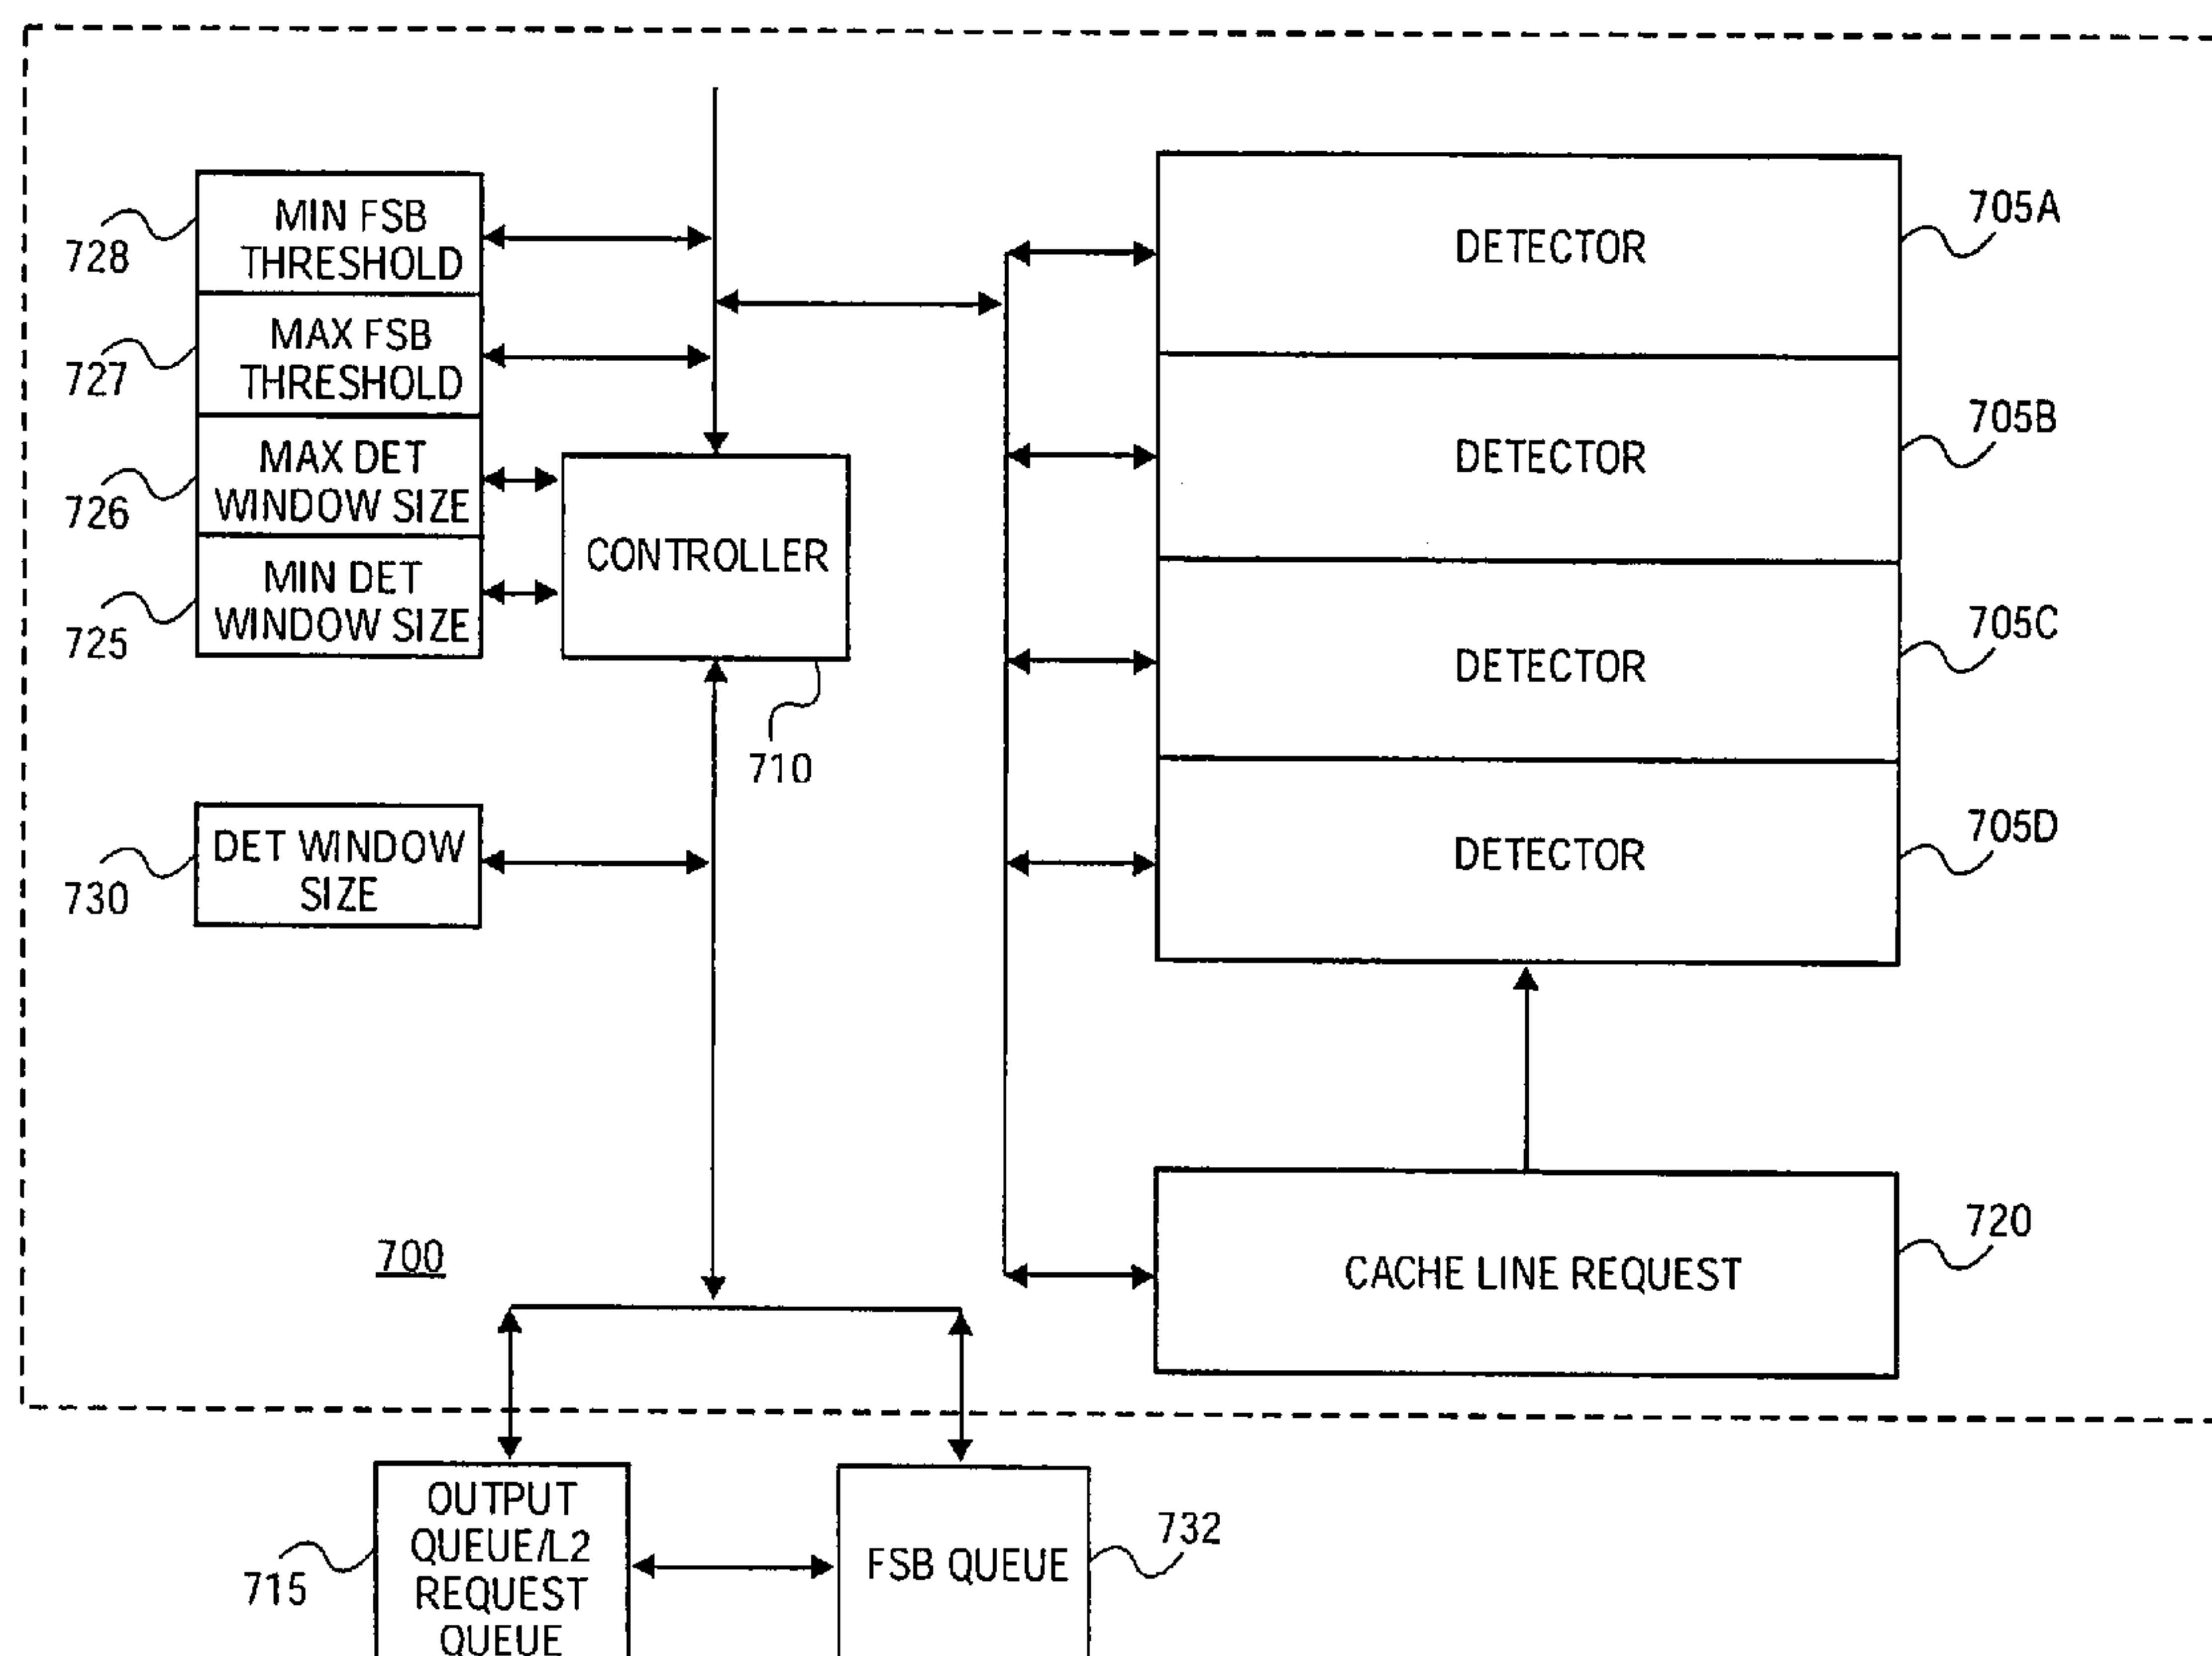 MIN FSB
THRESHOLD
728
MAX FSB
THRESHOLD
727
MAX DET
WINDOW SIZE
726
MIN DET
WINDOW SIZE
725
CONTROLLER
710
DET WINDOW
SIZE
730
DETECTOR
705A
DETECTOR
705B
DETECTOR
705C
DETECTOR
705D
CACHE LINE REQUEST
720
700
OUTPUT
QUEUE/L2
REQUEST
QUEUE
715
FSB QUEUE
732